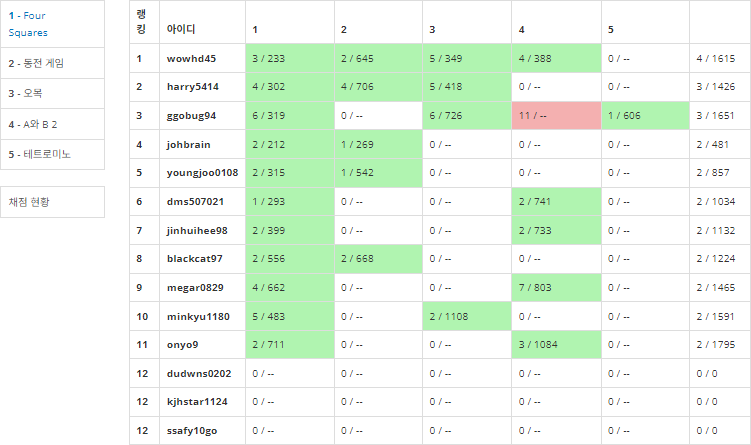 1 - Four
Squares
2 - 동전 게임
3 - 오목
4 - A와 B 2
5 - 테트로미노
채점 현황
랭
킹 아이디 1 2 3 4 5
1 wowhd45 3 / 233 2 / 645 5 / 349 4 / 388 0 / -- 4 / 1615
2 harry5414 4 / 302 4 / 706 5 / 418 0 / -- 0 / -- 3 / 1426
3 ggobug94 6 / 319 0 / -- 6 / 726 11 / -- 1 / 606 3 / 1651
4 johbrain 2 / 212 1 / 269 0 / -- 0 / -- 0 / -- 2 / 481
5 youngjoo0108 2 / 315 1 / 542 0 / -- 0 / -- 0 / -- 2 / 857
6 dms507021 1 / 293 0 / -- 0 / -- 2 / 741 0 / -- 2 / 1034
7 jinhuihee98 2 / 399 0 / -- 0 / -- 2 / 733 0 / -- 2 / 1132
8 blackcat97 2 / 556 2 / 668 0 / -- 0 / -- 0 / -- 2 / 1224
9 megar0829 4 / 662 0 / -- 0 / -- 7 / 803 0 / -- 2 / 1465
10 minkyu1180 5 / 483 0 / -- 2 / 1108 0 / -- 0 / -- 2 / 1591
11 onyo9 2 / 711 0 / -- 0 / -- 3 / 1084 0 / -- 2 / 1795
12 dudwns0202 0 / -- 0 / -- 0 / -- 0 / -- 0 / -- 0 / 0
12 kjhstar1124 0 / -- 0 / -- 0 / -- 0 / -- 0 / -- 0 / 0
12 ssafy10go 0 / -- 0 / -- 0 / -- 0 / -- 0 / -- 0 / 0